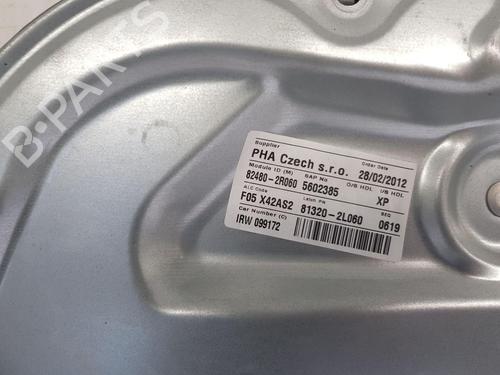 B-PARTS
Supplier Order Date
PHA Czech s.r.o. 28/02/2012
Module ID (M) SAP No O/S HDL I/S HDL
82480-2R060 5602385 XP
ALC Code Latch PN SEQ
F05 X42AS2 81320-2L060 0619
Car Number (C)
IRW 099172